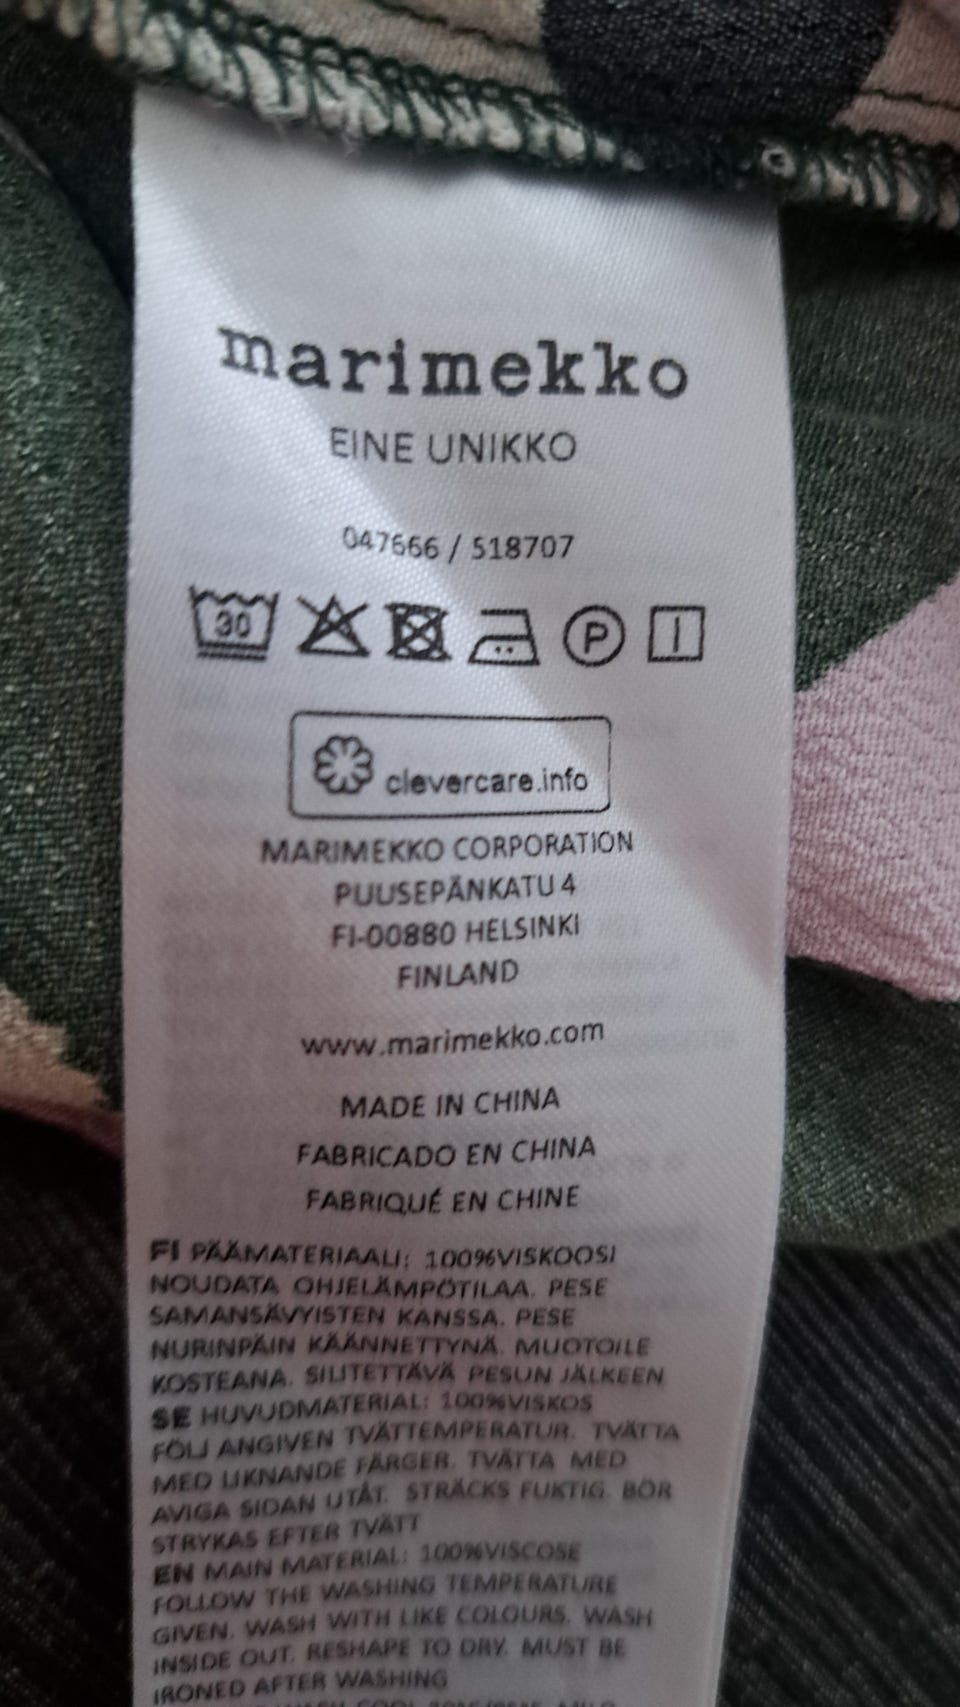 marimekko
EINE UNIKKO
047666 / 518707
30
P
clevercare.info
MARIMEKKO CORPORATION
PUUSEPÄNKATU 4
FI-00880 HELSINKI
FINLAND
www.marimekko.com
MADE IN CHINA
FABRICADO EN CHINA
FABRIQUÉ EN CHINE
FI PÄÄMATERIAALI: 100%VISKOOSI
NOUDATA OHJELÄMPÖTILAA. PESE
SAMANSÄVYISTEN KANSSA. PESE
NURINPÄIN KÄÄNNETTYNÄ. MUOTOILE
KOSTEANA. SILITETTÄVÄ PESUN JÄLKEEN
SE HUVUDMATERIAL: 100%VISKOS
FÖLJ ANGIVEN TVÄTTEMPERATUR. TVÄTTA
MED LIKNANDE FÄRGER. TVÄTTA MED
AVIGA SIDAN UTÅT. STRÄCKS FUKTIG. BÖR
STRYKAS EFTER TVÄTT
EN MAIN MATERIAL: 100%VISCOSE
FOLLOW THE WASHING TEMPERATURE
GIVEN. WASH WITH LIKE COLOURS. WASH
INSIDE OUT. RESHAPE TO DRY. MUST BE
IRONED AFTER WASHING